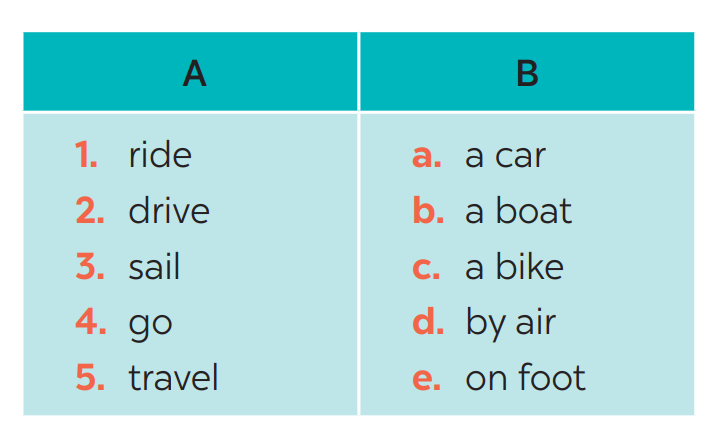 A B
1. ride a. a car
2. drive b. a boat
3. sail c. a bike
4. go d. by air
5. travel e. on foot